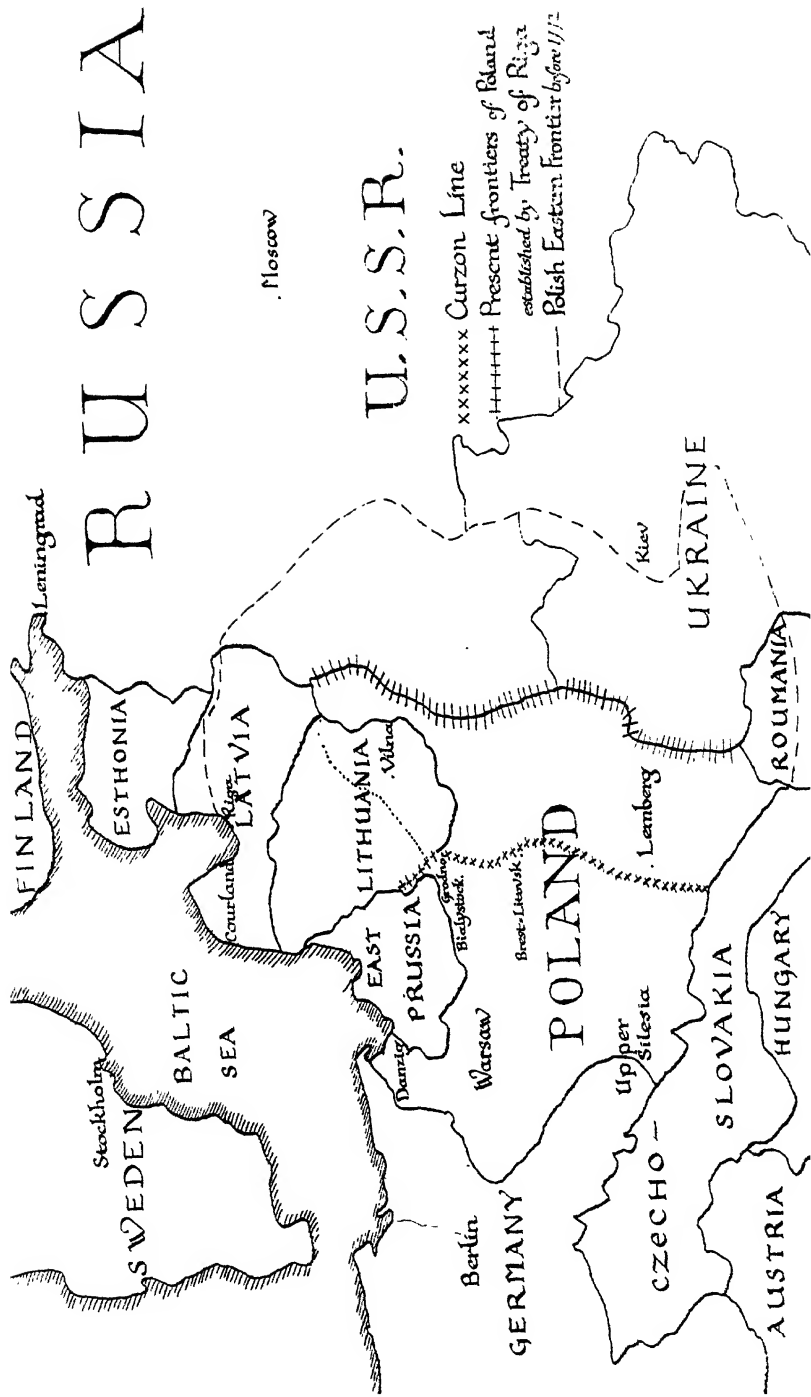 RUSSIA
Leningrad
FINLAND
ESTHONIA
. Moscow
U.S.S.R.
xxxxxxx Curzon Line
+++++++ Present frontiers of Poland
established by Treaty of Riga
--- Polish Eastern Frontier before 1772
Stockholm
SWEDEN
BALTIC
SEA
Courland
Riga
LATVIA
LITHUANIA
.Vilna
EAST
PRUSSIA
Danzig
Grodno
Bialystock.
Brest-Litovsk.
Warsaw
POLAND
. Lemberg
Kiev
UKRAINE
ROUMANIA
Berlin
GERMANY
Upper
Silesia
CZECHO-
SLOVAKIA
HUNGARY
AUSTRIA